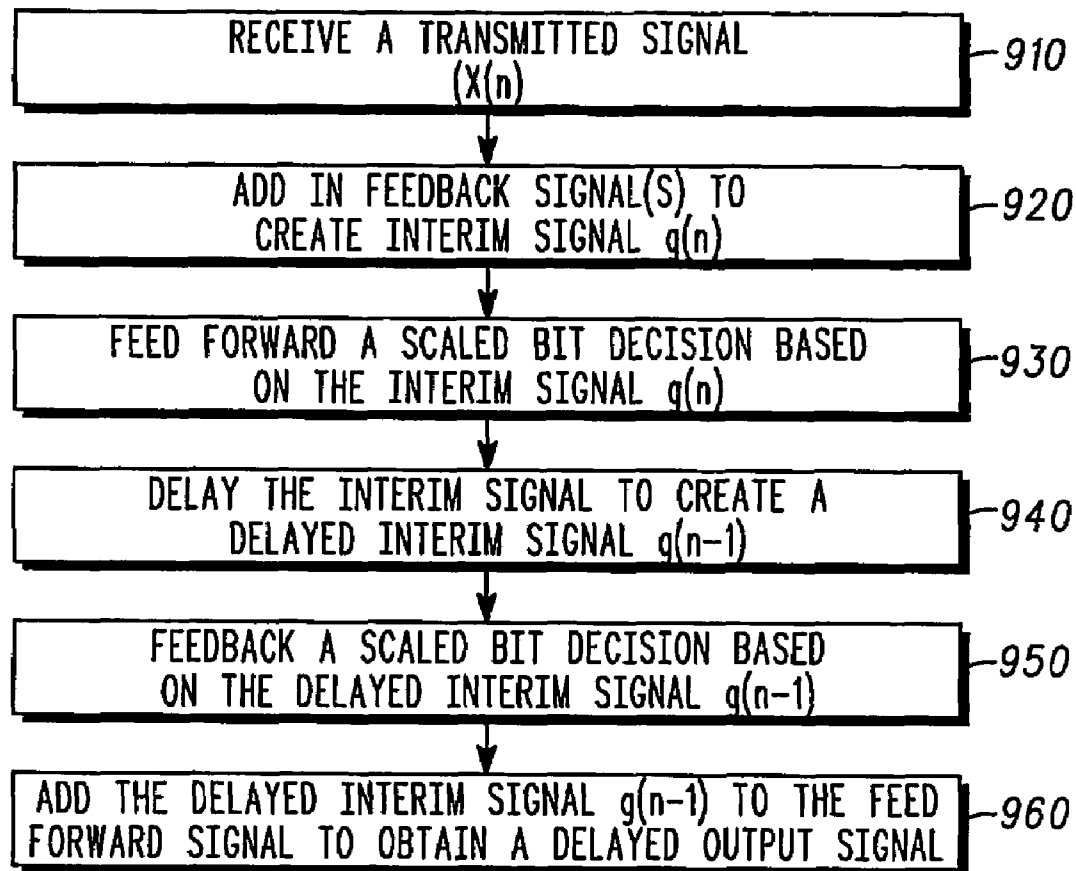 RECEIVE A TRANSMITTED SIGNAL
(X(n)
910
ADD IN FEEDBACK SIGNAL(S) TO
CREATE INTERIM SIGNAL g(n)
920
FEED FORWARD A SCALED BIT DECISION BASED
ON THE INTERIM SIGNAL g(n)
930
DELAY THE INTERIM SIGNAL TO CREATE A
DELAYED INTERIM SIGNAL g(n-1)
940
FEEDBACK A SCALED BIT DECISION BASED
ON THE DELAYED INTERIM SIGNAL g(n-1)
950
ADD THE DELAYED INTERIM SIGNAL g(n-1) TO THE FEED
FORWARD SIGNAL TO OBTAIN A DELAYED OUTPUT SIGNAL
960